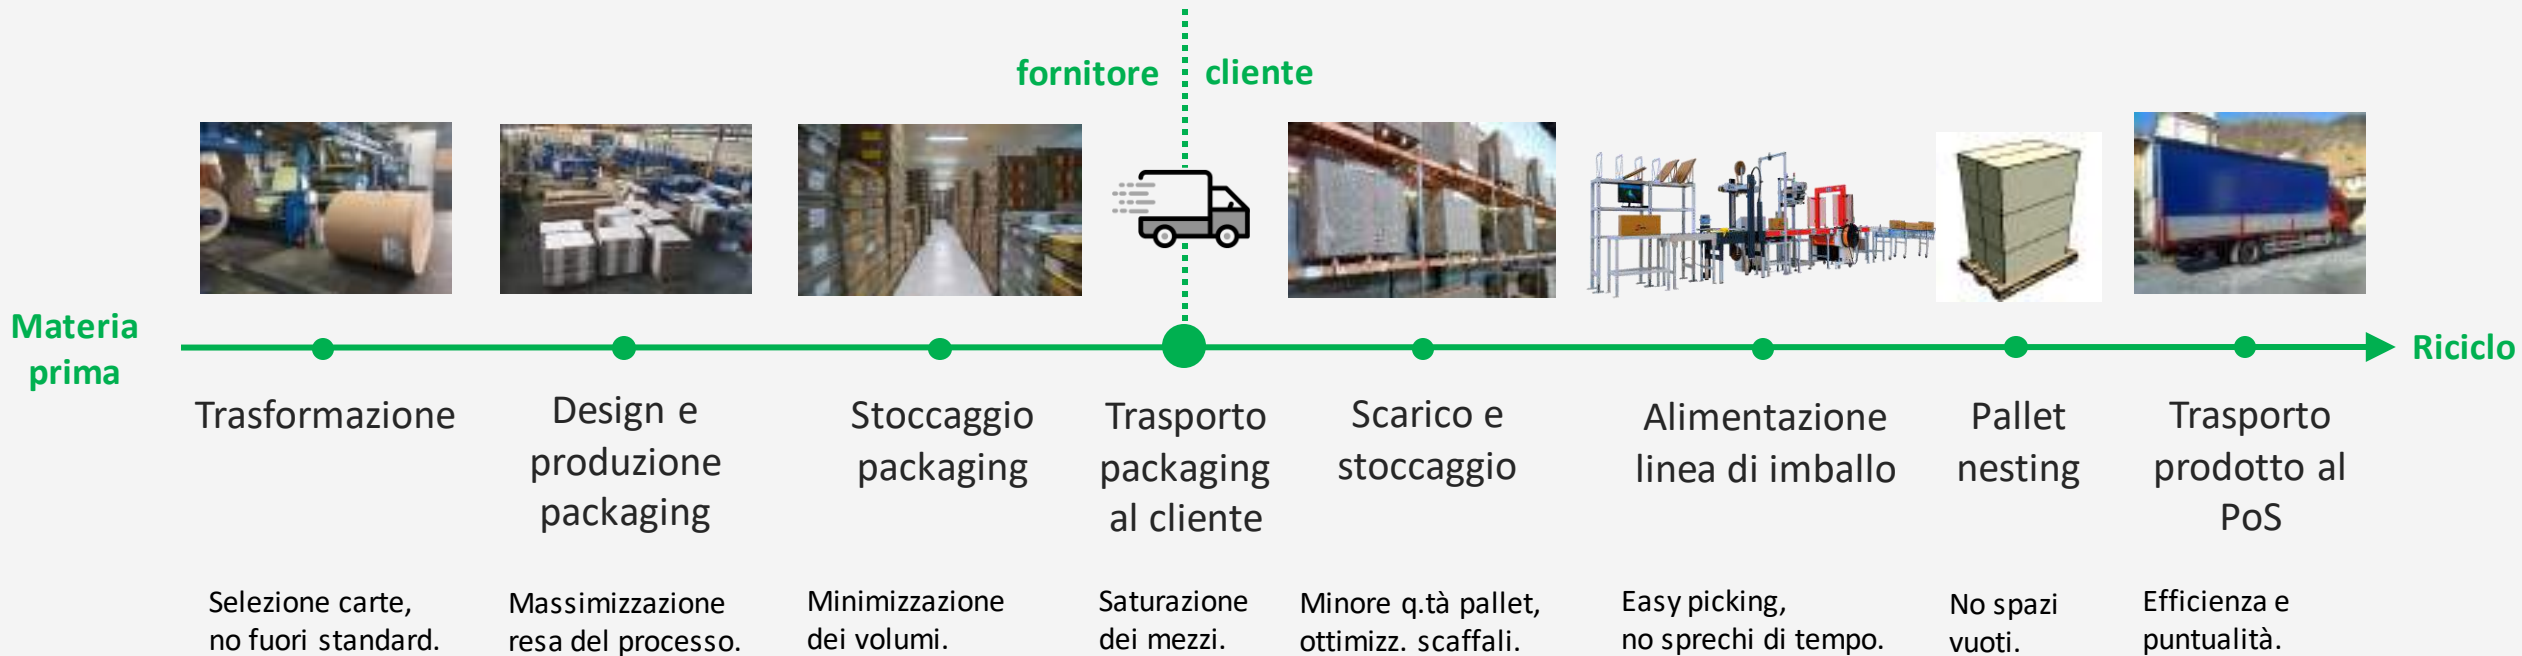 fornitore
cliente
Materia
prima
Riciclo
Trasformazione
Design e
produzione
packaging
Stoccaggio
packaging
Trasporto
packaging
al cliente
Scarico e
stoccaggio
Alimentazione
linea di imballo
Pallet
nesting
Trasporto
prodotto al
PoS
Selezione carte,
no fuori standard.
Massimizzazione
resa del processo.
Minimizzazione
dei volumi.
Saturazione
dei mezzi.
Minore q.tà pallet,
ottimizz. scaffali.
Easy picking,
no sprechi di tempo.
No spazi
vuoti.
Efficienza e
puntualità.